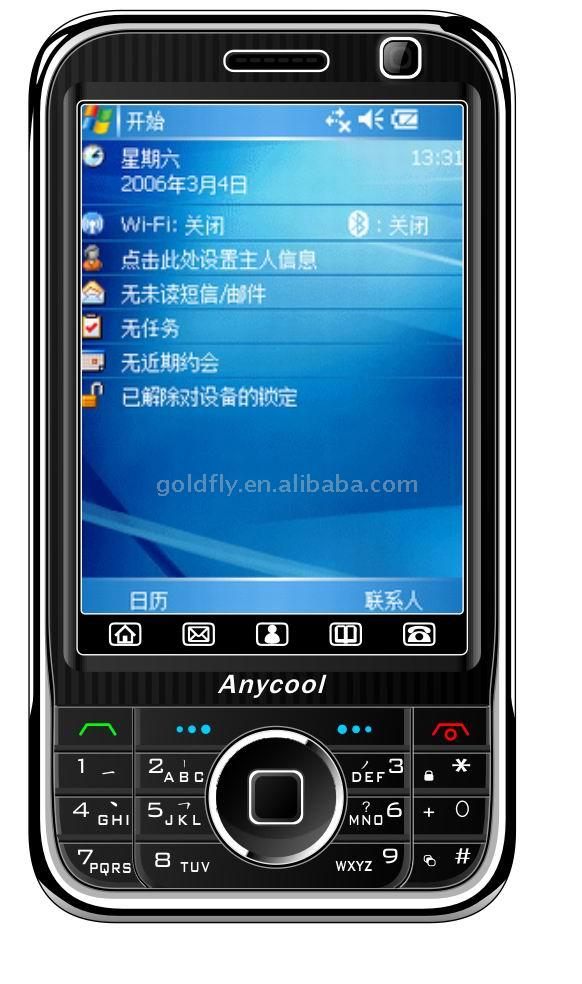 开始
星期六 13:31
2006年3月4日
Wi-Fi: 关闭 : 关闭
点击此处设置主人信息
无未读短信/邮件
无任务
无近期约会
已解除对设备的锁定
goldfly.en.alibaba.com
日历 联系人
Anycool
1 2ABC DEF3 *
4GHI 5JKL MNO6 + 0
7PQRS 8 TUV WXYZ 9 #